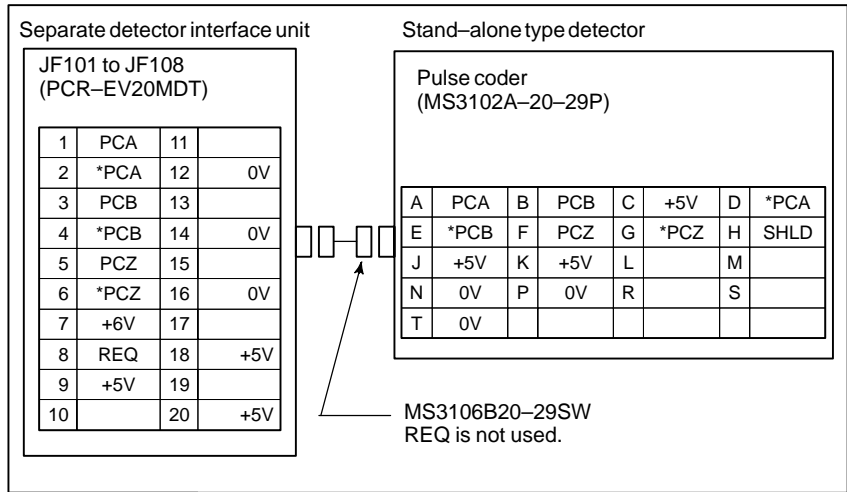 Separate detector interface unit
JF101 to JF108
(PCR–EV20MDT)
1 PCA 11
2 *PCA 12 0V
3 PCB 13
4 *PCB 14 0V
5 PCZ 15
6 *PCZ 16 0V
7 +6V 17
8 REQ 18 +5V
9 +5V 19
10 20 +5V
Stand–alone type detector
Pulse coder
(MS3102A–20–29P)
A PCA B PCB C +5V D *PCA
E *PCB F PCZ G *PCZ H SHLD
J +5V K +5V L M
N 0V P 0V R S
T 0V
MS3106B20–29SW
REQ is not used.